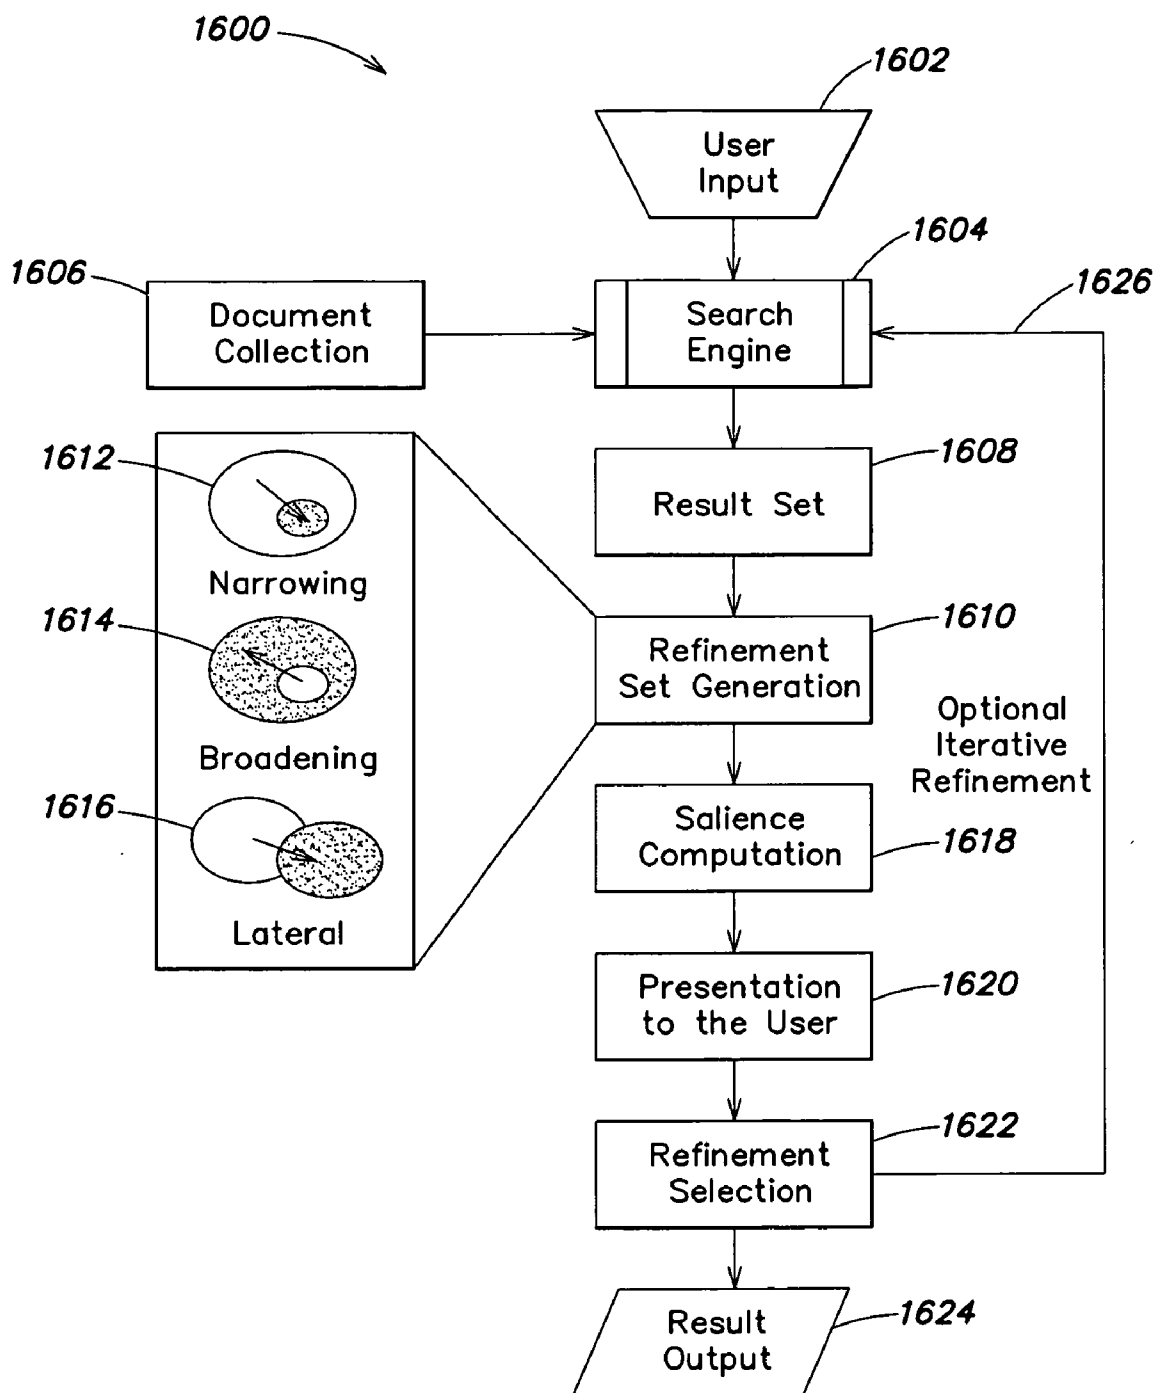 1600
1602
User
Input
1604
1606
Document
Collection
Search
Engine
1626
1612
Narrowing
1608
Result Set
1614
Broadening
1610
Refinement
Set Generation
Optional
Iterative
Refinement
1616
Lateral
Salience
Computation
1618
Presentation
to the User
1620
Refinement
Selection
1622
Result
Output
1624